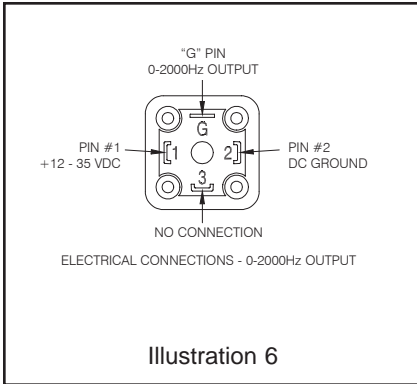 "G" PIN
0-2000Hz OUTPUT
G
PIN #1
+12 - 35 VDC
1
2
PIN #2
DC GROUND
3
NO CONNECTION
ELECTRICAL CONNECTIONS - 0-2000Hz OUTPUT
Illustration 6